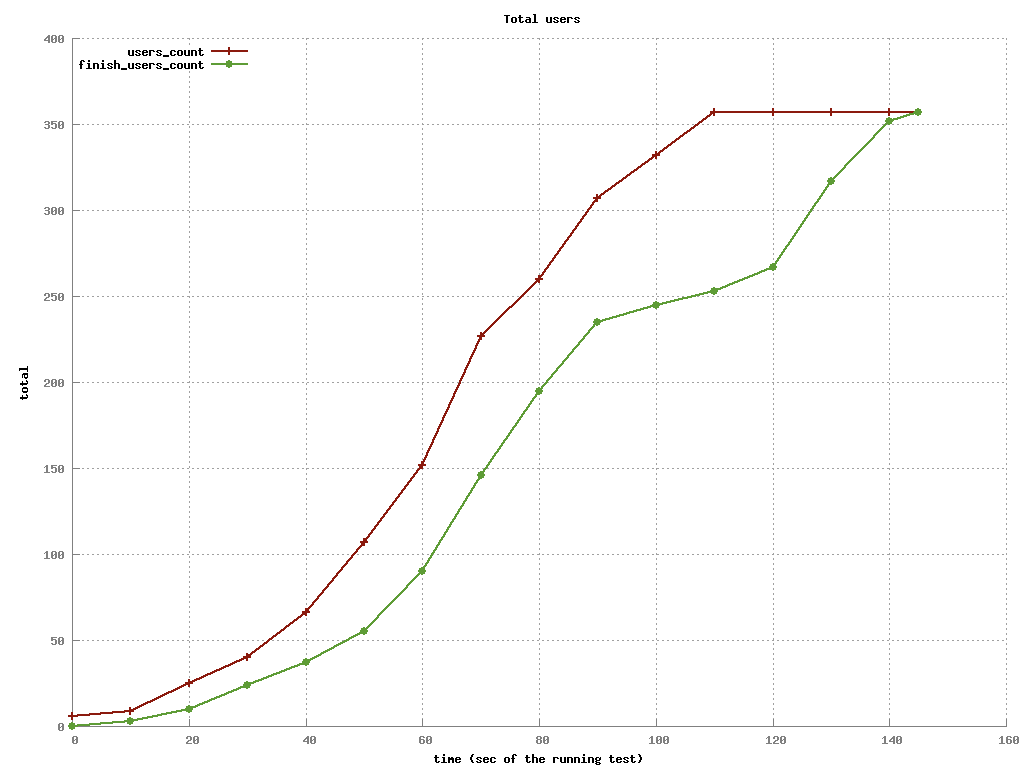 Total users
users_count
finish_users_count
400
350
300
250
200
150
100
50
0
total
0 20 40 60 80 100 120 140 160
time (sec of the running test)